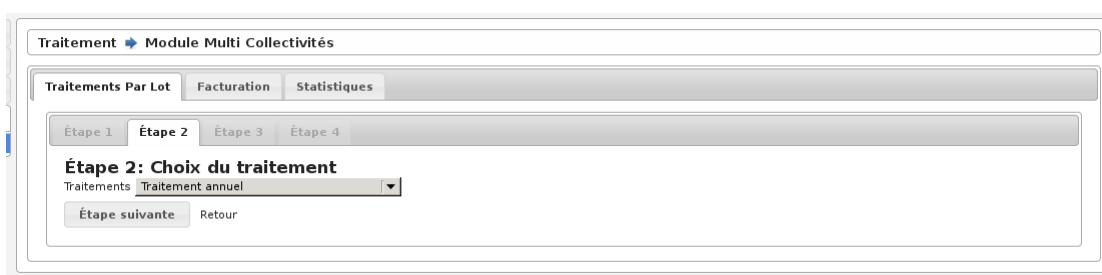 Traitement Module Multi Collectivités
Traitements Par Lot Facturation Statistiques
Étape 1 Étape 2 Étape 3 Étape 4
Étape 2: Choix du traitement
Traitements Traitement annuel
Étape suivante Retour